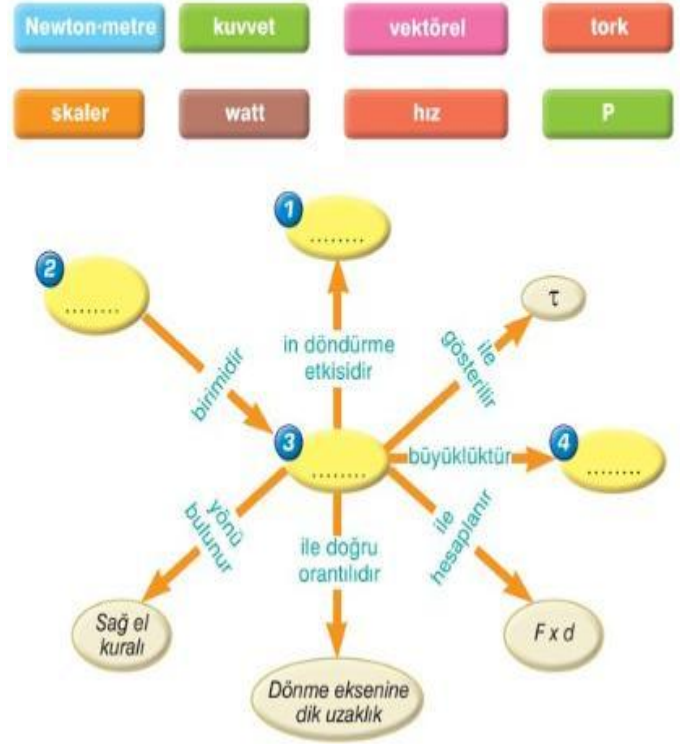 Newton·metre
kuvvet
vektörel
tork
skaler
watt
hız
P
1
........
2
........
τ
in döndürme
etkisidir
ile
gösterilir
birimidir
3
........
büyüklüktür
4
........
yönü
bulunur
ile doğru
orantılıdır
ile
hesaplanır
Sağ el
kuralı
F x d
Dönme eksenine
dik uzaklık